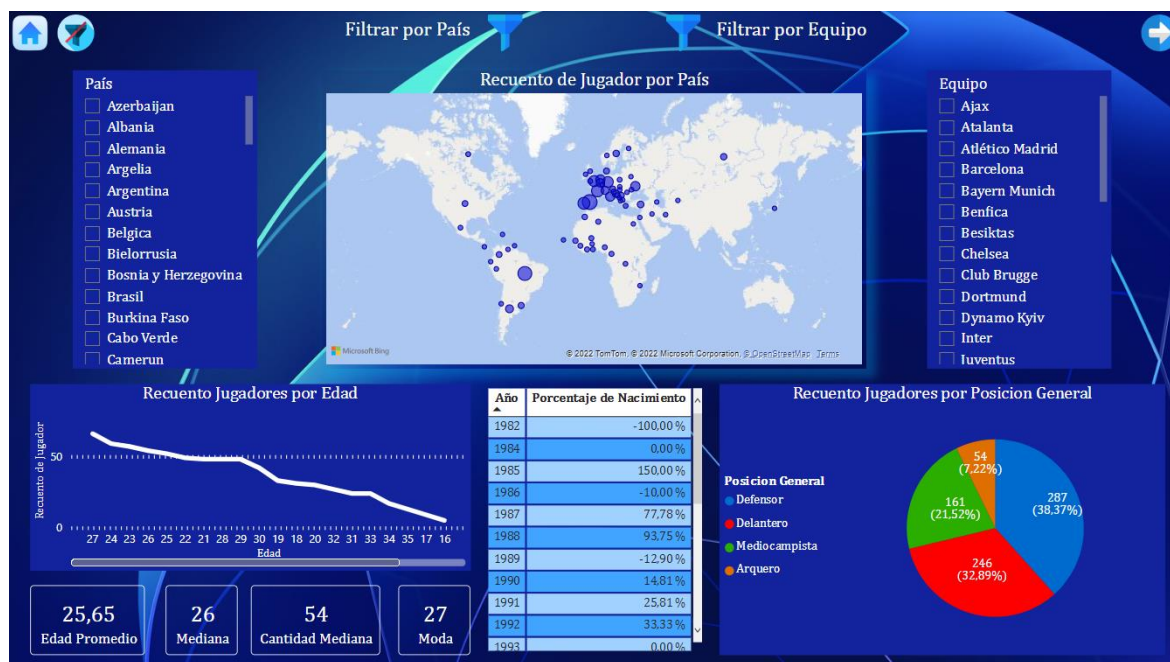 Filtrar por País
Filtrar por Equipo
País
Azerbaijan
Albania
Alemania
Argelia
Argentina
Austria
Belgica
Bielorrusia
Bosnia y Herzegovina
Brasil
Burkina Faso
Cabo Verde
Camerun
Recuento de Jugador por País
Microsoft Bing
© 2022 TomTom, © 2022 Microsoft Corporation, © OpenStreetMap Terms
Equipo
Ajax
Atalanta
Atlético Madrid
Barcelona
Bayern Munich
Benfica
Besiktas
Chelsea
Club Brugge
Dortmund
Dynamo Kyiv
Inter
Juventus
Recuento Jugadores por Edad
Recuento de Jugador
50
0
27 24 23 26 25 22 21 28 29 30 19 18 20 32 31 33 34 35 17 16
Edad
25,65
Edad Promedio
26
Mediana
54
Cantidad Mediana
27
Moda
Año Porcentaje de Nacimiento
1982 -100,00 %
1984 0,00 %
1985 150,00 %
1986 -10,00 %
1987 77,78 %
1988 93,75 %
1989 -12,90 %
1990 14,81 %
1991 25,81 %
1992 33,33 %
1993 0,00 %
Recuento Jugadores por Posicion General
Posicion General
Defensor
Delantero
Mediocampista
Arquero
54
(7,22%)
287
(38,37%)
161
(21,52%)
246
(32,89%)